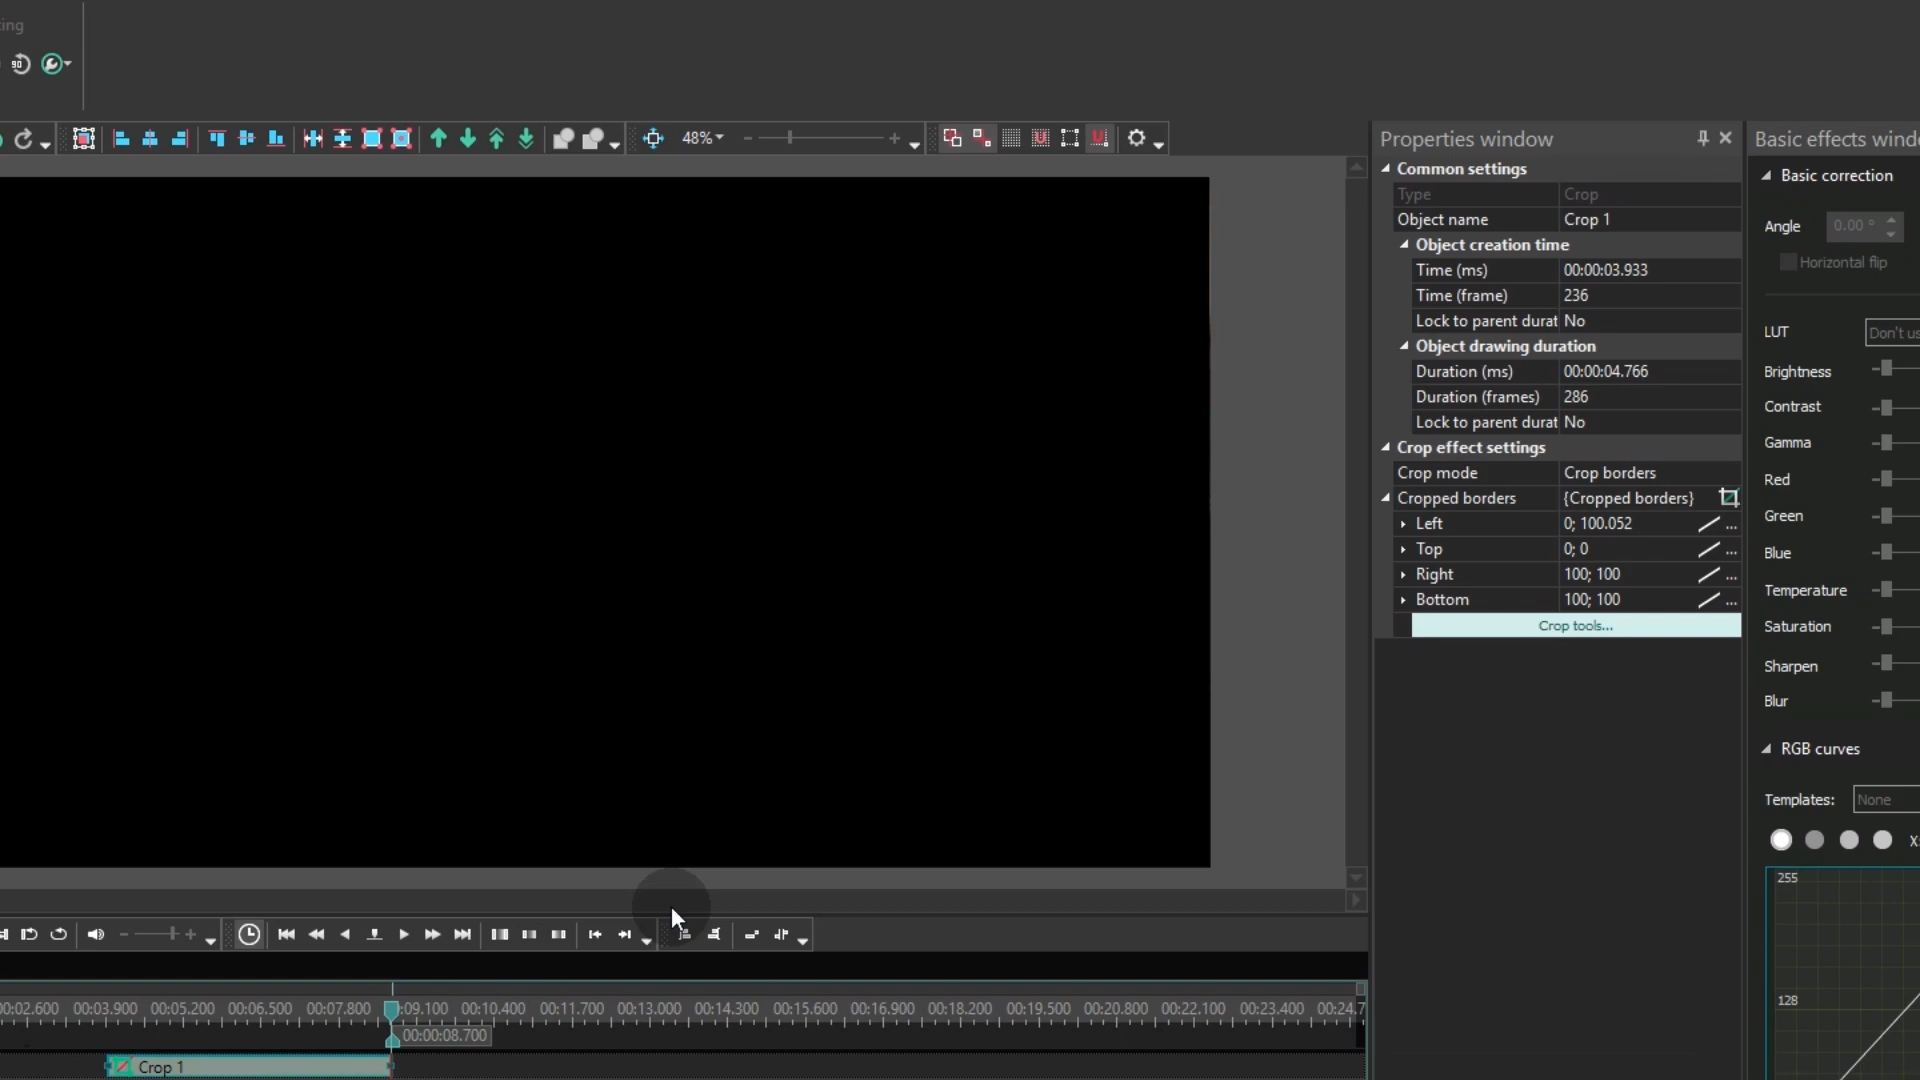 48%
Properties window
Basic effects
Common settings
Basic correction
Type Crop
Object name Crop 1
Angle 0.00 °
Object creation time
Horizontal flip
Time (ms) 00:00:03.933
Time (frame) 236
Lock to parent durat No
LUT Don't us
Object drawing duration
Duration (ms) 00:00:04.766
Brightness
Duration (frames) 286
Contrast
Lock to parent durat No
Gamma
Crop effect settings
Crop mode Crop borders
Red
Cropped borders {Cropped borders}
Left 0; 100.052 ...
Green
Top 0; 0 ...
Blue
Right 100; 100 ...
Temperature
Bottom 100; 100 ...
Crop tools...
Saturation
Sharpen
Blur
RGB curves
Templates: None
X:
255
128
00:02.600 00:03.900 00:05.200 00:06.500 00:07.800 :09.100 00:10.400 00:11.700 00:13.000 00:14.300 00:15.600 00:16.900 00:18.200 00:19.500 00:20.800 00:22.100 00:23.400 00:24.7
00:00:08.700
Crop 1